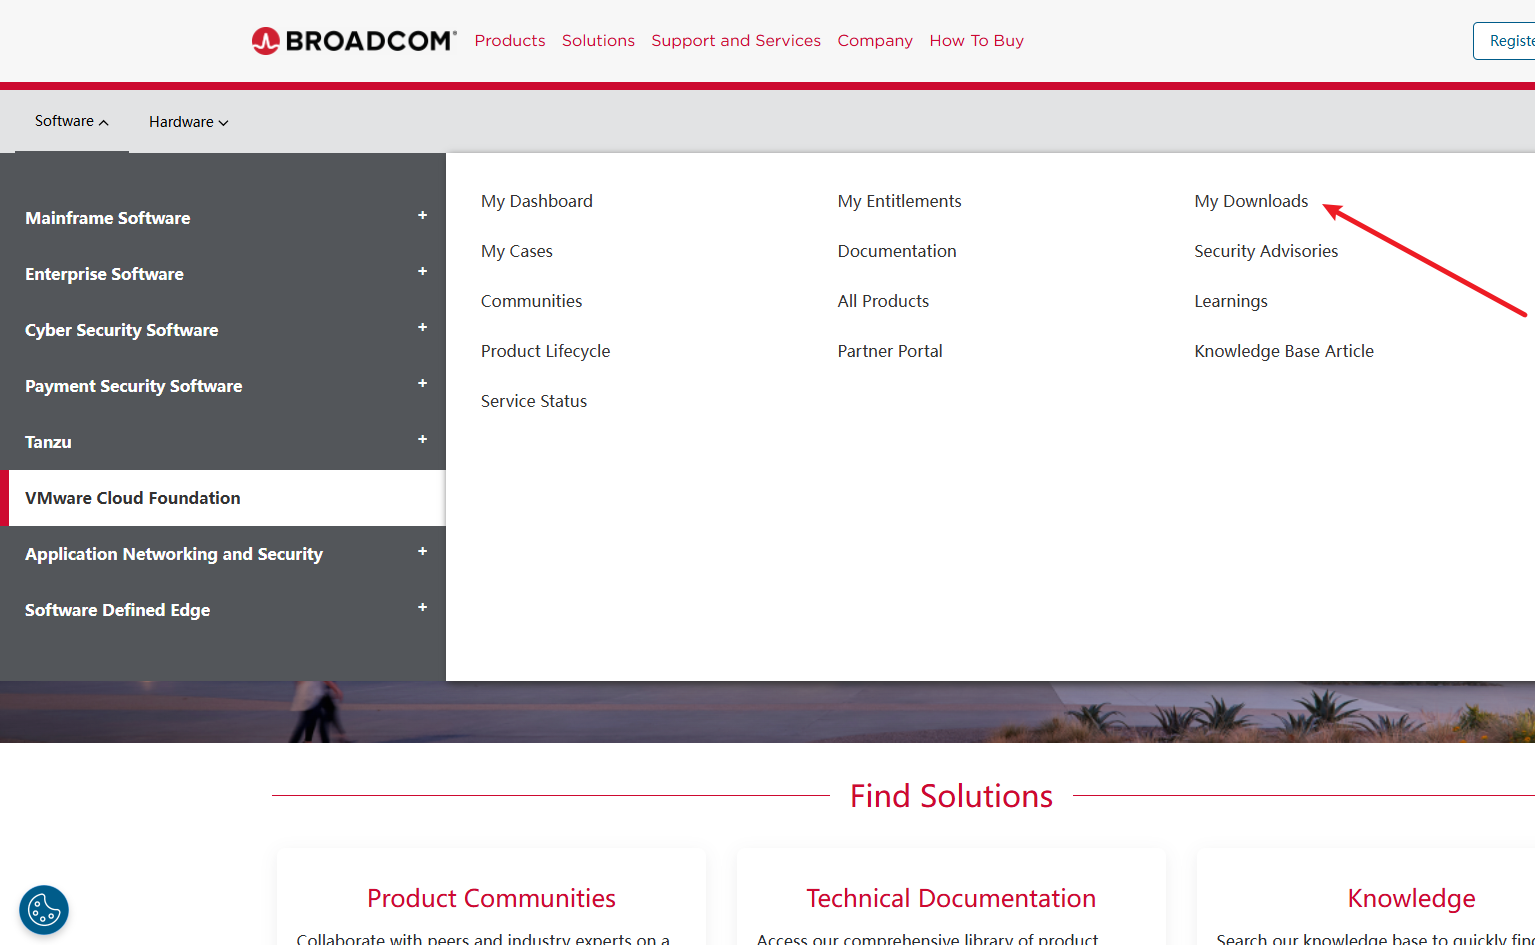 BROADCOM Products Solutions Support and Services Company How To Buy
Software Hardware
Mainframe Software +
Enterprise Software +
Cyber Security Software +
Payment Security Software +
Tanzu +
VMware Cloud Foundation
Application Networking and Security +
Software Defined Edge +
My Dashboard My Entitlements My Downloads
My Cases Documentation Security Advisories
Communities All Products Learnings
Product Lifecycle Partner Portal Knowledge Base Article
Service Status
Find Solutions
Product Communities
Collaborate with peers and industry experts on a
Technical Documentation
Access our comprehensive library of product
Knowledge
Search our knowledge base to quickly